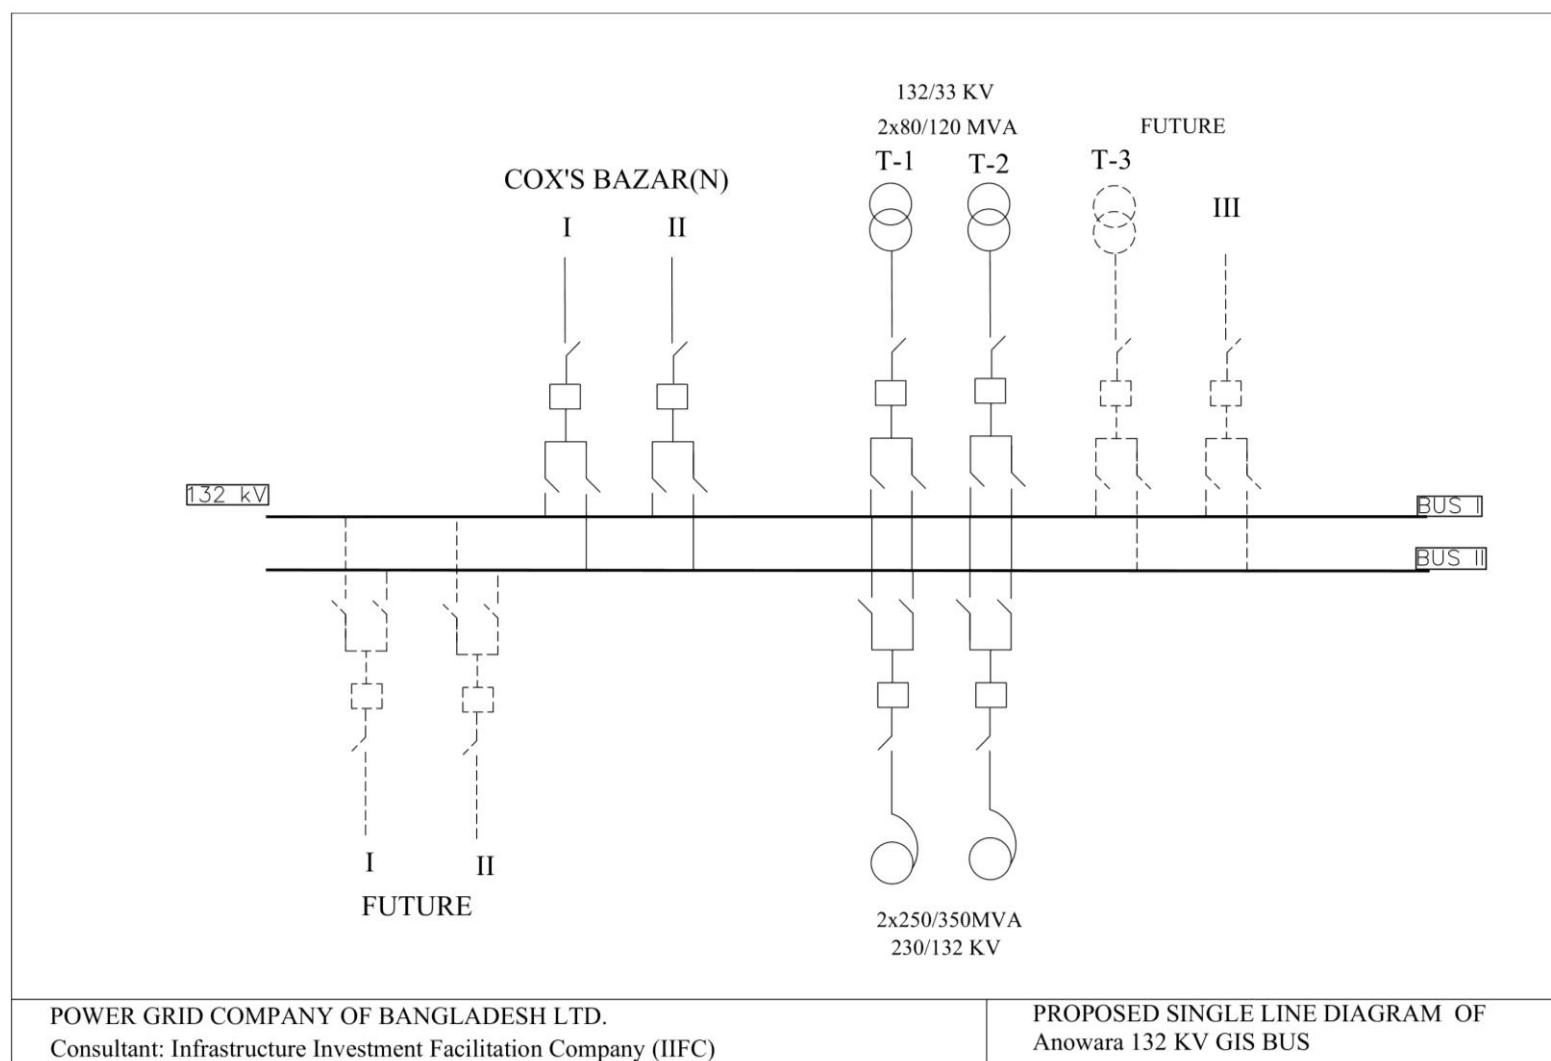 132/33 KV
2x80/120 MVA
FUTURE
T-1
T-2
T-3
COX'S BAZAR(N)
I
II
III
132 kV
BUS I
BUS II
I
II
FUTURE
2x250/350MVA
230/132 KV
POWER GRID COMPANY OF BANGLADESH LTD.
Consultant: Infrastructure Investment Facilitation Company (IIFC)
PROPOSED SINGLE LINE DIAGRAM OF
Anowara 132 KV GIS BUS